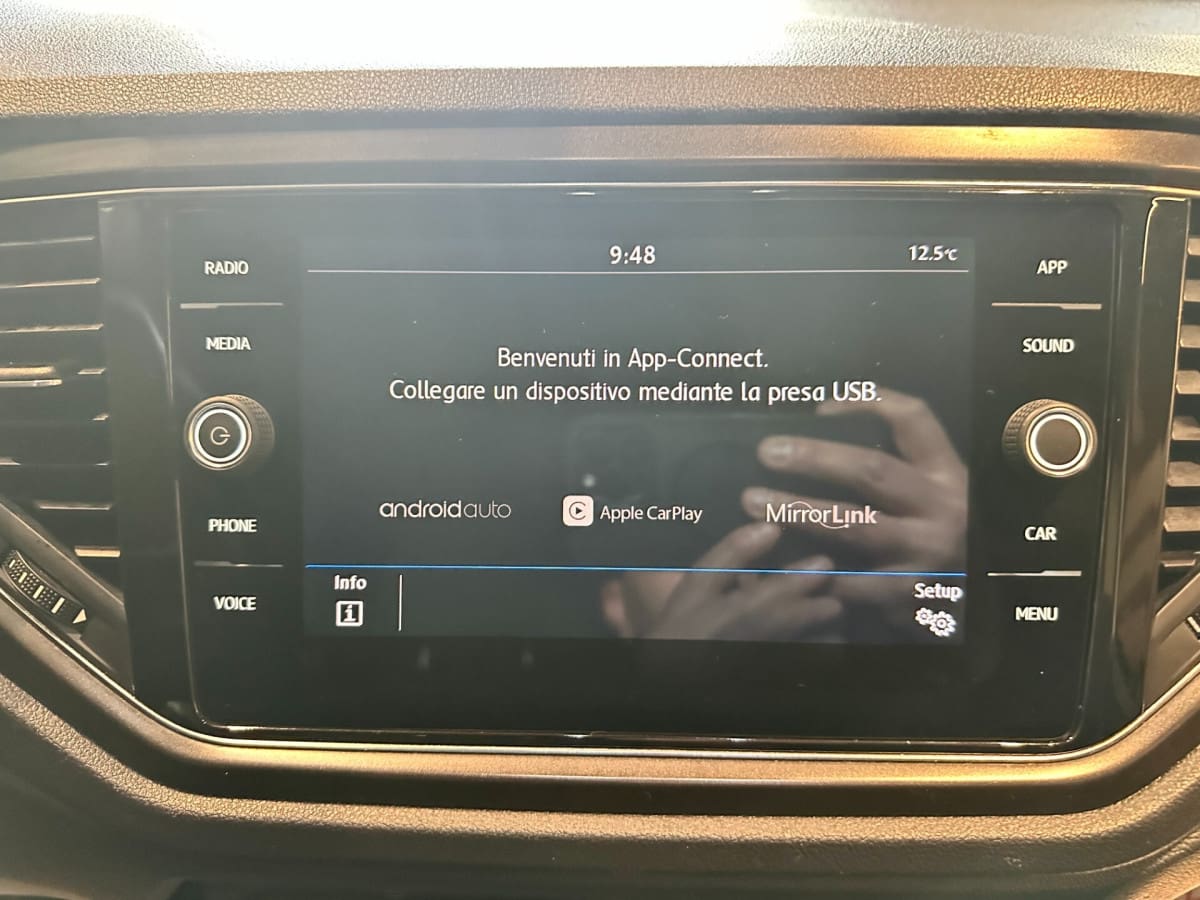 9:48
12.5°C
RADIO
MEDIA
PHONE
VOICE
Benvenuti in App-Connect.
Collegare un dispositivo mediante la presa USB.
androidauto
Apple CarPlay
MirrorLink
Info
i
Setup
APP
SOUND
CAR
MENU